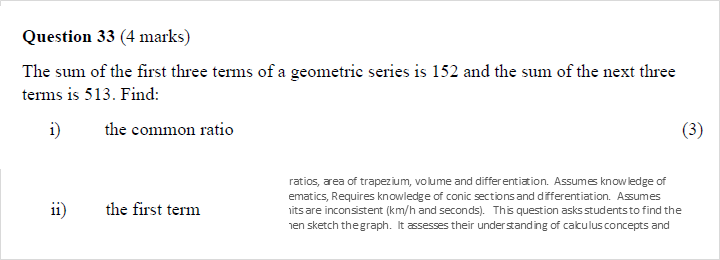 Question 33 (4 marks)
The sum of the first three terms of a geometric series is 152 and the sum of the next three
terms is 513. Find:
i) the common ratio (3)
ratios, area of trapezium, volume and differentiation. Assumes knowledge of
ematics, Requires knowledge of conic sections and differentiation. Assumes
ii) the first term
nits are inconsistent (km/h and seconds). This question asks students to find the
hen sketch the graph. It assesses their understanding of calculus concepts and